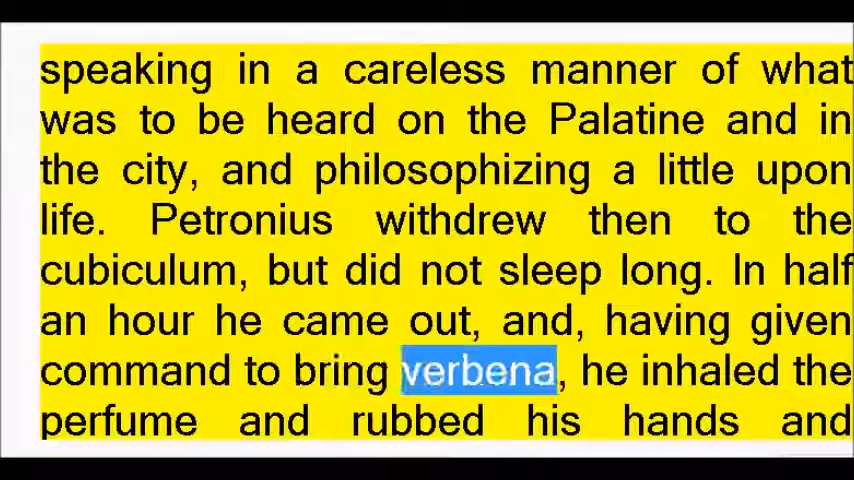 speaking in a careless manner of what
was to be heard on the Palatine and in
the city, and philosophizing a little upon
life. Petronius withdrew then to the
cubiculum, but did not sleep long. In half
an hour he came out, and, having given
command to bring verbena, he inhaled the
perfume and rubbed his hands and